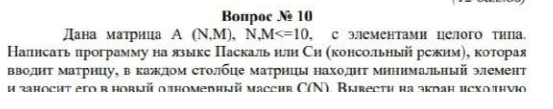 Вопрос № 10
Дана матрица А (N,M), N,M<=10, с элементами целого типа.
Написать программу на языке Паскаль или Си (консольный режим), которая
вводит матрицу, в каждом столбце матрицы находит минимальный элемент
и заносит его в новый одномерный массив C(N). Вывести на экран исходную